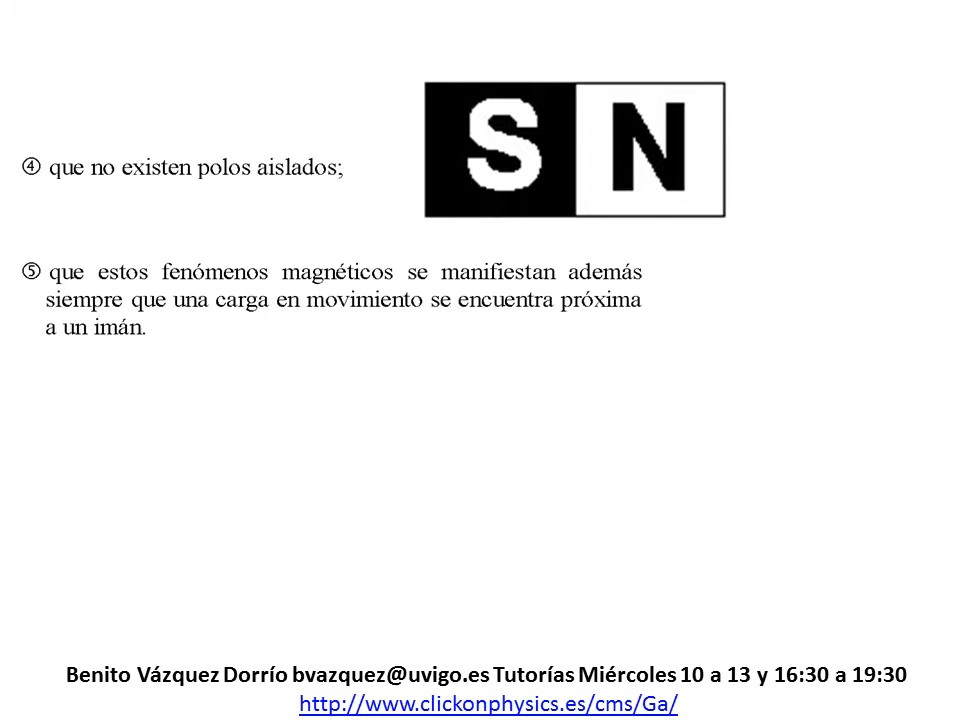 S N
④ que no existen polos aislados;
⑤ que estos fenómenos magnéticos se manifiestan además
siempre que una carga en movimiento se encuentra próxima
a un imán.
Benito Vázquez Dorrío bvazquez@uvigo.es Tutorías Miércoles 10 a 13 y 16:30 a 19:30
http://www.clickonphysics.es/cms/Ga/